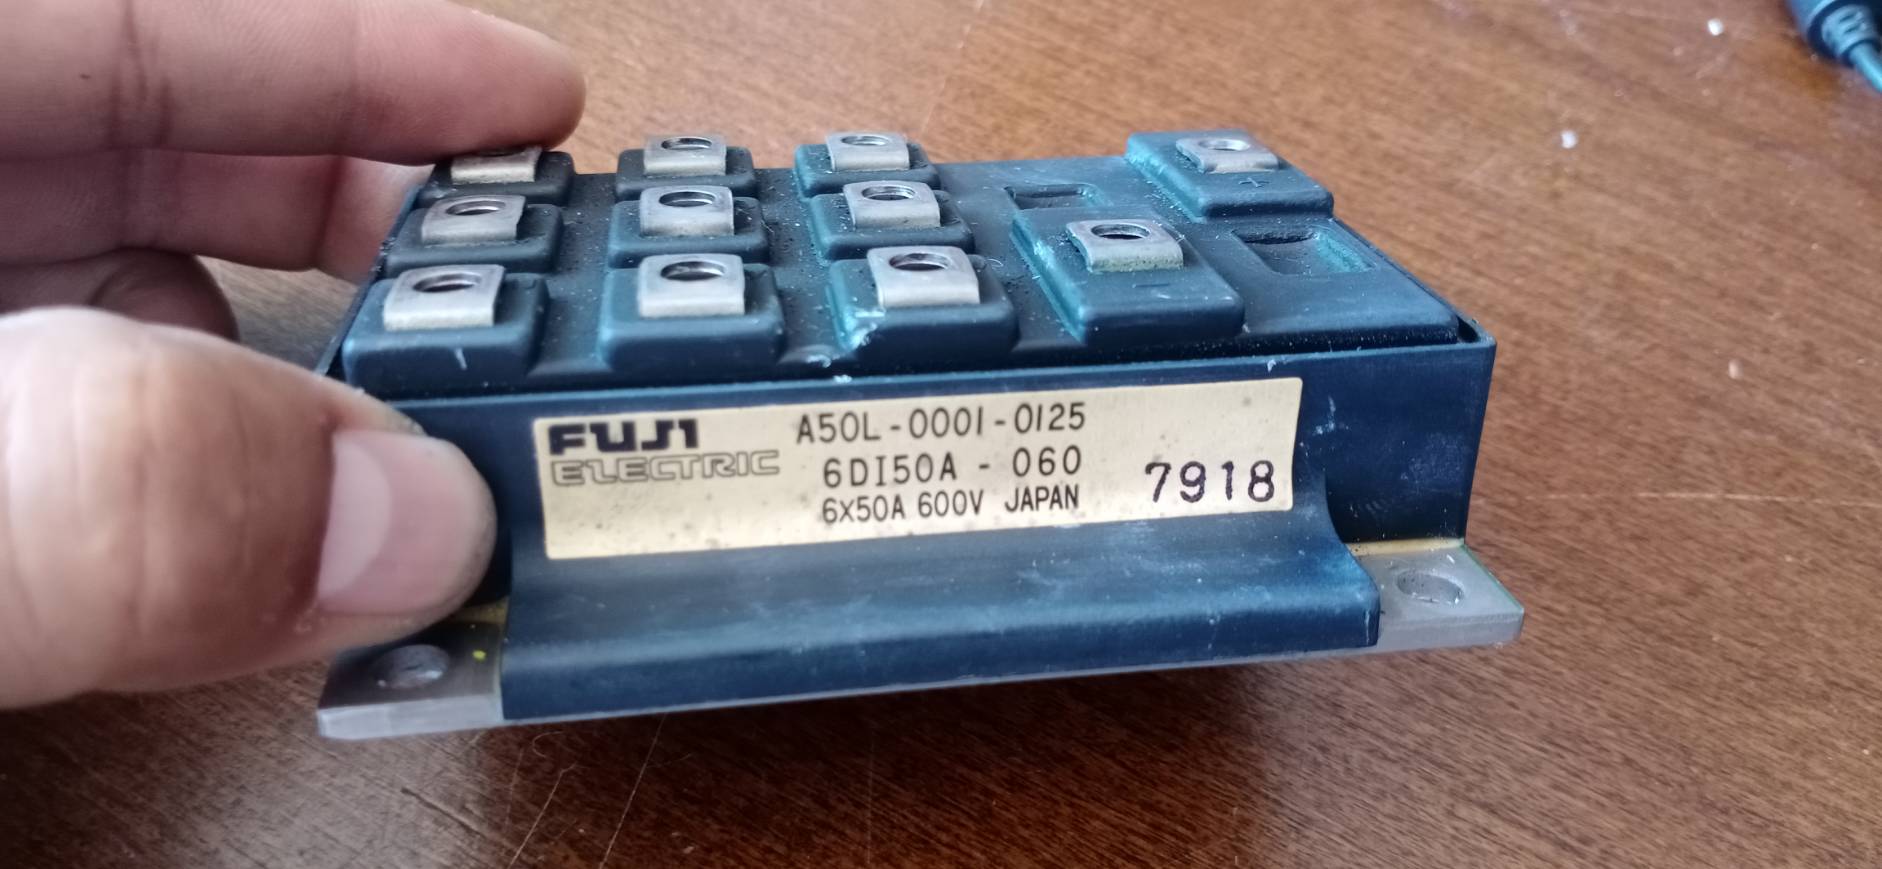 FUJI
ELECTRIC
A50L-0001-0125
6DI50A - 060
6X50A 600V JAPAN
7918
+
-